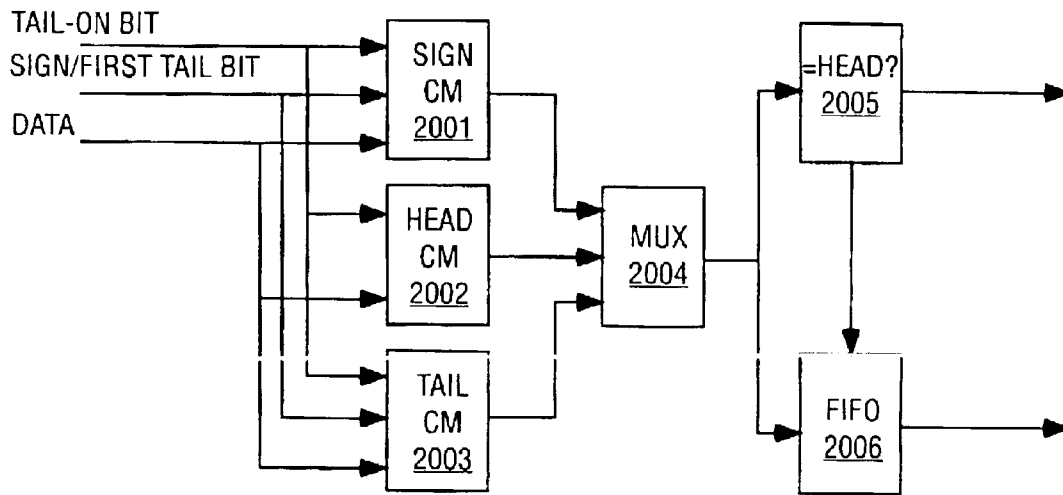 TAIL-ON BIT
SIGN/FIRST TAIL BIT
DATA
SIGN
CM
2001
HEAD
CM
2002
TAIL
CM
2003
MUX
2004
=HEAD?
2005
FIFO
2006